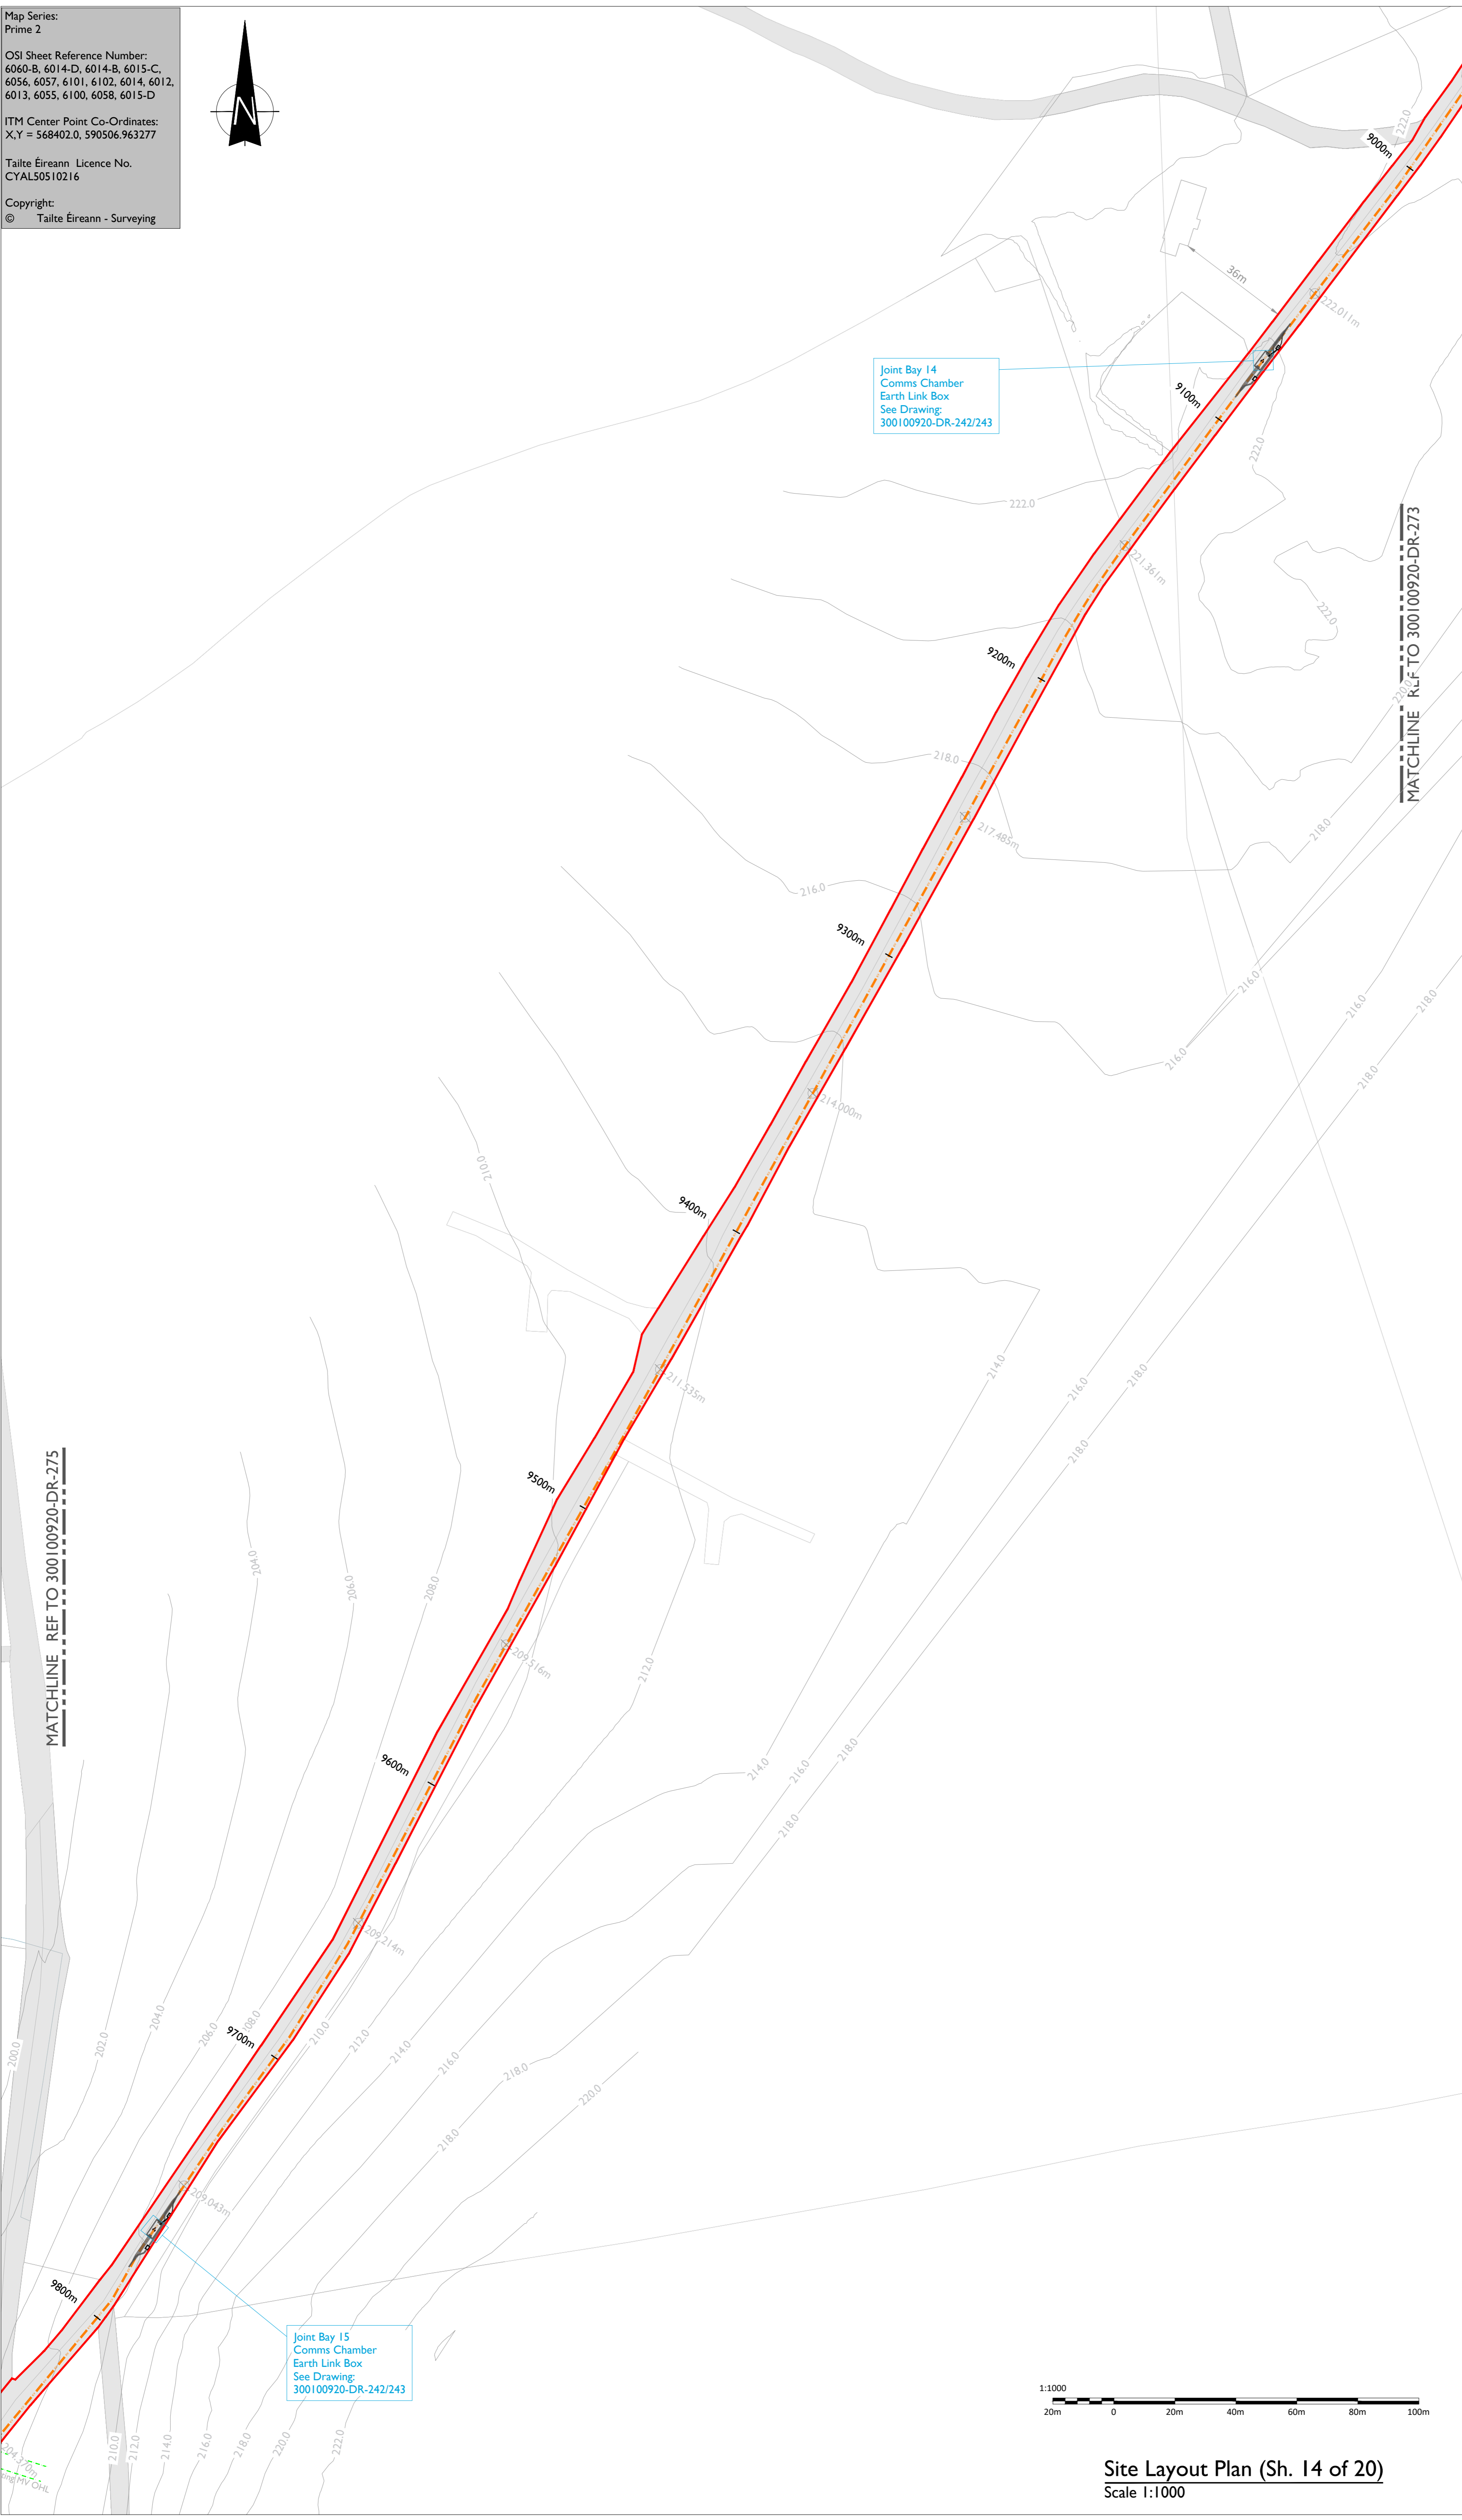 Map Series:
Prime 2
OSI Sheet Reference Number:
6060-B, 6014-D, 6014-B, 6015-C,
6056, 6057, 6101, 6102, 6014, 6012,
6013, 6055, 6100, 6058, 6015-D
ITM Center Point Co-Ordinates:
X,Y = 568402.0, 590506.963277
Tailte Éireann Licence No.
CYAL50510216
Copyright:
© Tailte Éireann - Surveying
N
222.0
9000m
36m
222.011m
Joint Bay 14
Comms Chamber
Earth Link Box
See Drawing:
300100920-DR-242/243
9100m
222.0
222.0
221.361m
222.0
MATCHLINE REF TO 300100920-DR-273
9200m
220.0
218.0
217.485m
218.0
216.0
9300m
216.0
216.0
218.0
216.0
218.0
214.000m
210.0
9400m
214.0
216.0
218.0
211.535m
218.0
MATCHLINE REF TO 300100920-DR-275
9500m
204.0
206.0
208.0
209.516m
212.0
9600m
214.0
216.0
218.0
218.0
209.214m
200.0
202.0
204.0
206.0
208.0
9700m
210.0
212.0
214.0
216.0
218.0
220.0
218.0
209.043m
9800m
Joint Bay 15
Comms Chamber
Earth Link Box
See Drawing:
300100920-DR-242/243
204.370m
MV OHL
210.0
212.0
214.0
216.0
218.0
220.0
222.0
1:1000
20m 0 20m 40m 60m 80m 100m
Site Layout Plan (Sh. 14 of 20)
Scale 1:1000